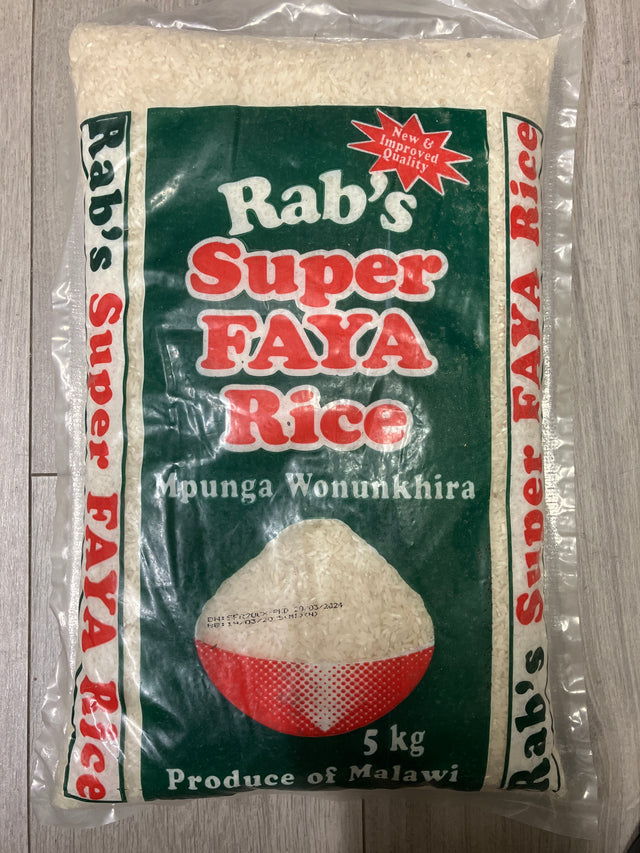 New &
Improved
Quality
Rab's
Super
FAYA
Rice
Mpunga Wonunkhira
5 kg
Produce of Malawi
Rab's Super FAYA Rice
Rab's Super FAYA Rice